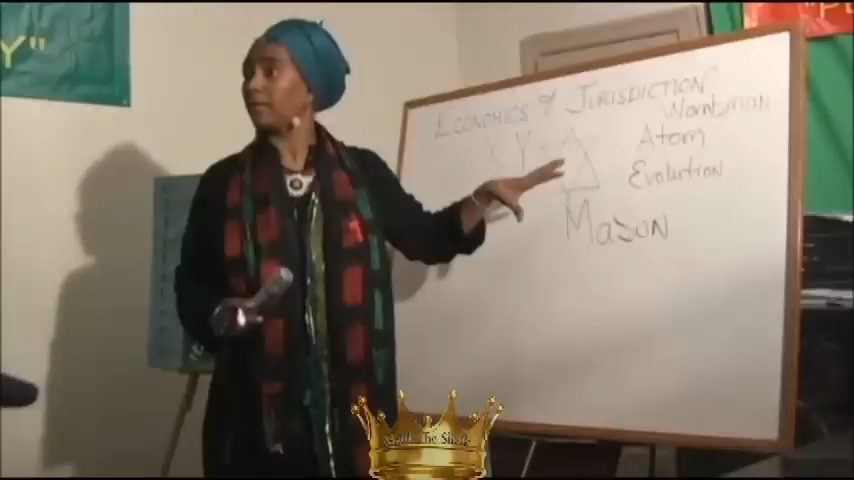 Y"
ECONOMICS & JURISDICTION
Wombman
X Y
Atom
Evolution
Mason